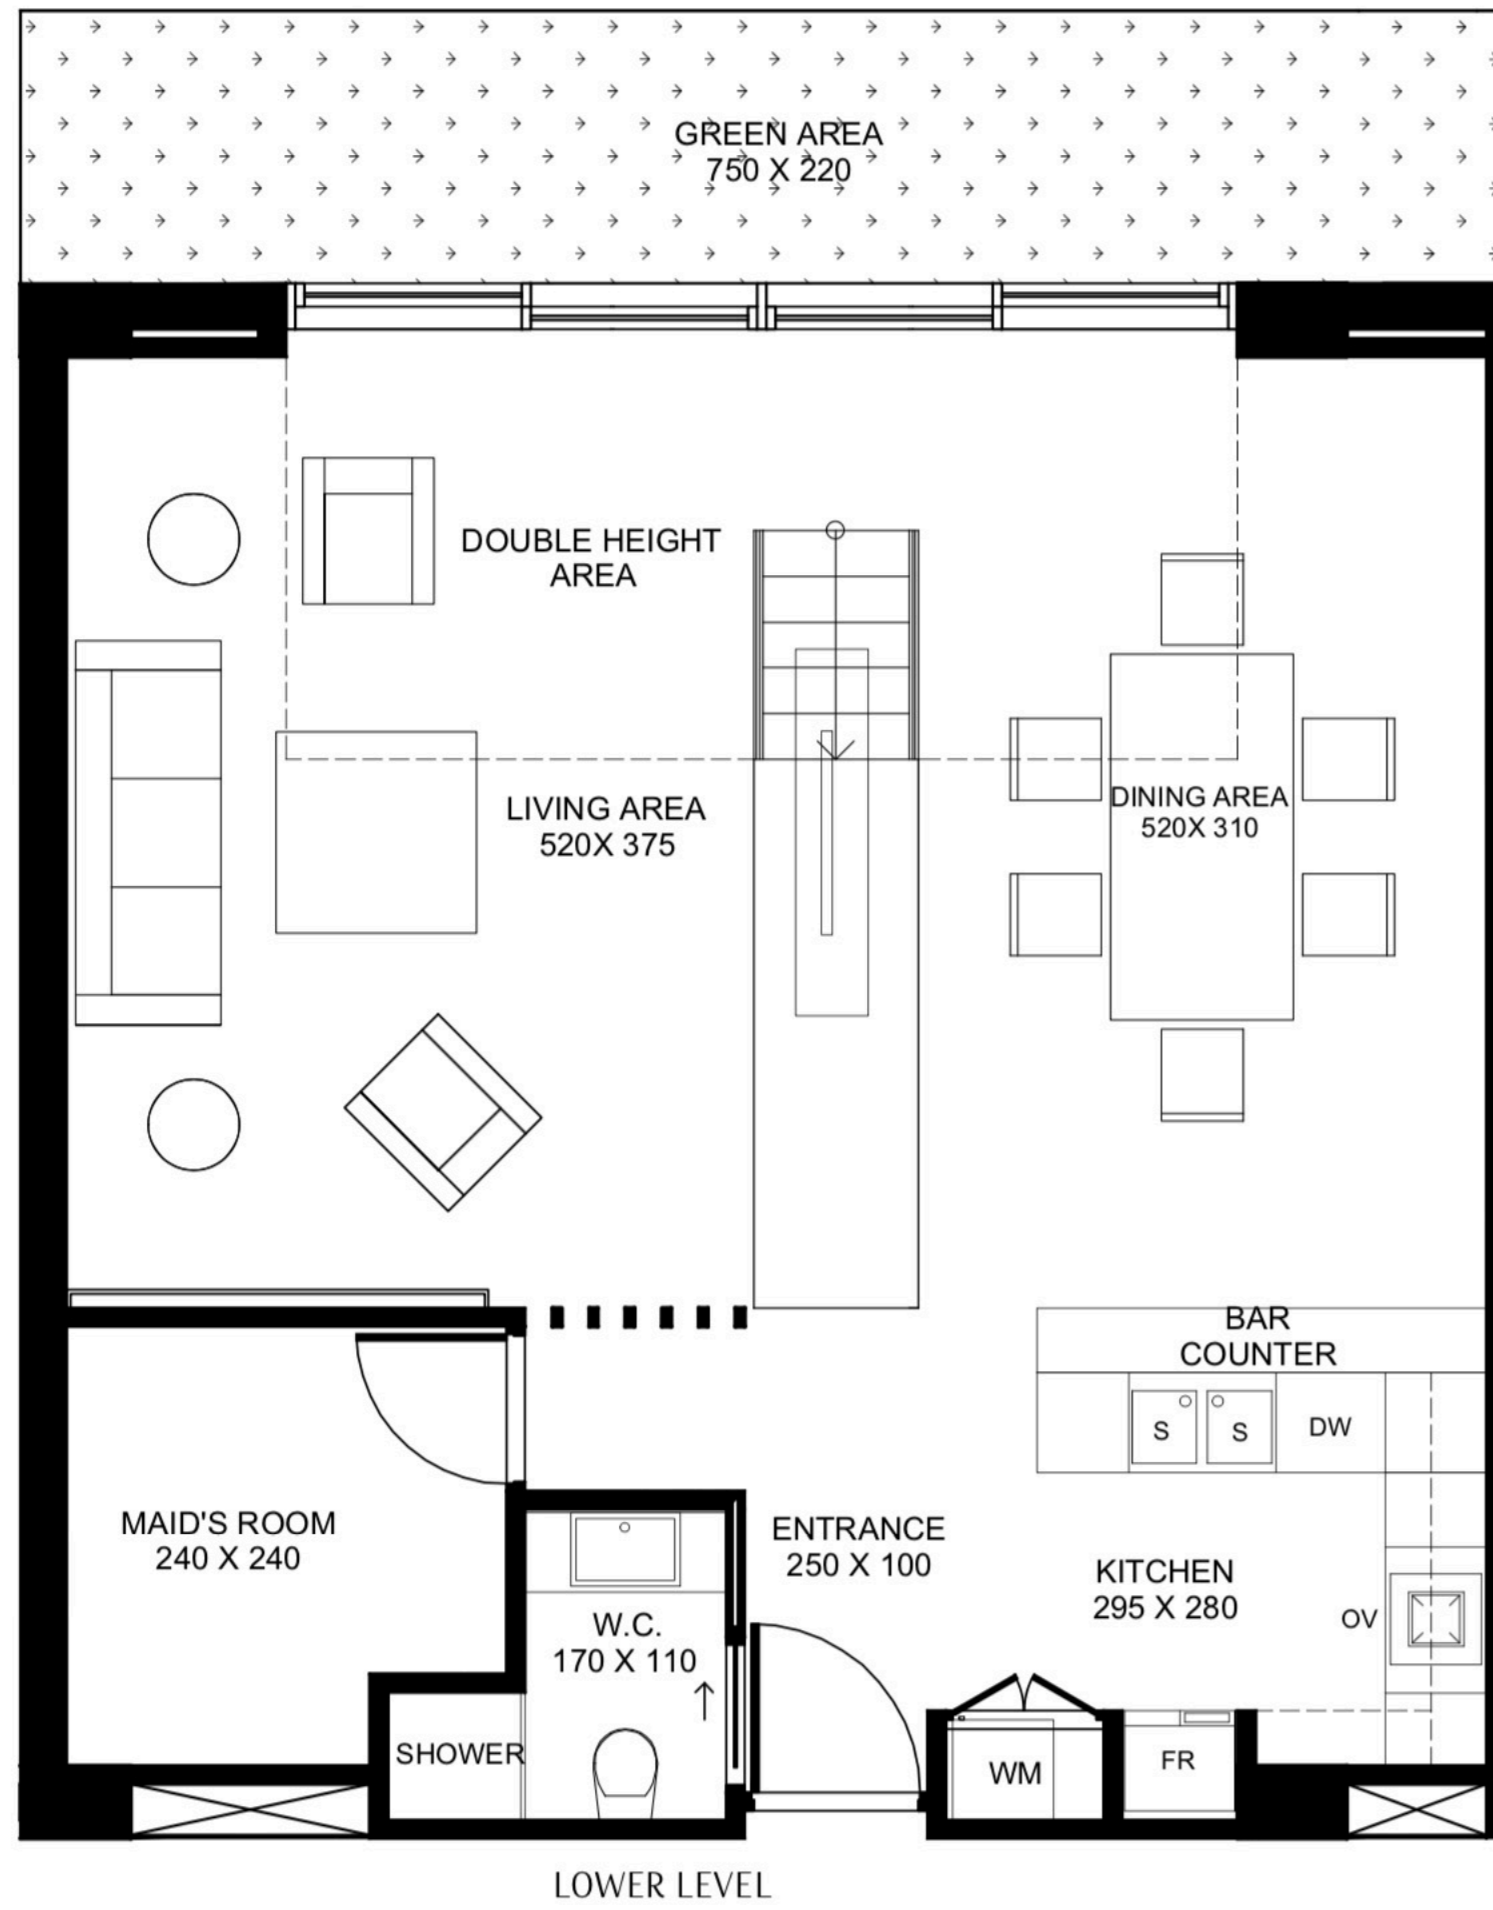 GREEN AREA
750 X 220
DOUBLE HEIGHT
AREA
LIVING AREA
520X 375
DINING AREA
520X 310
BAR
COUNTER
S
S
DW
MAID'S ROOM
240 X 240
ENTRANCE
250 X 100
KITCHEN
295 X 280
OV
W.C.
170 X 110
SHOWER
WM
FR
LOWER LEVEL